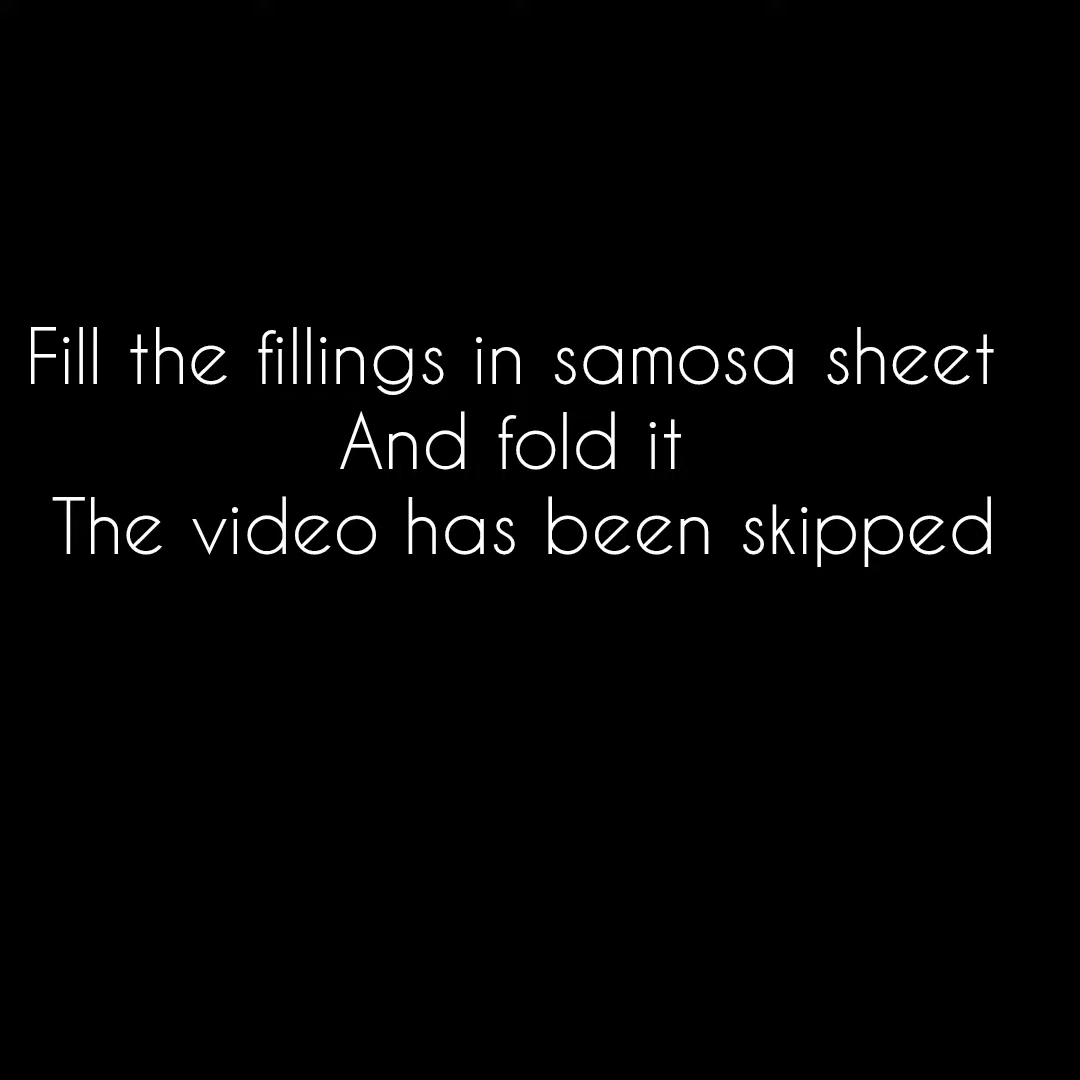 Fill the fillings in samosa sheet
And fold it
The video has been skipped